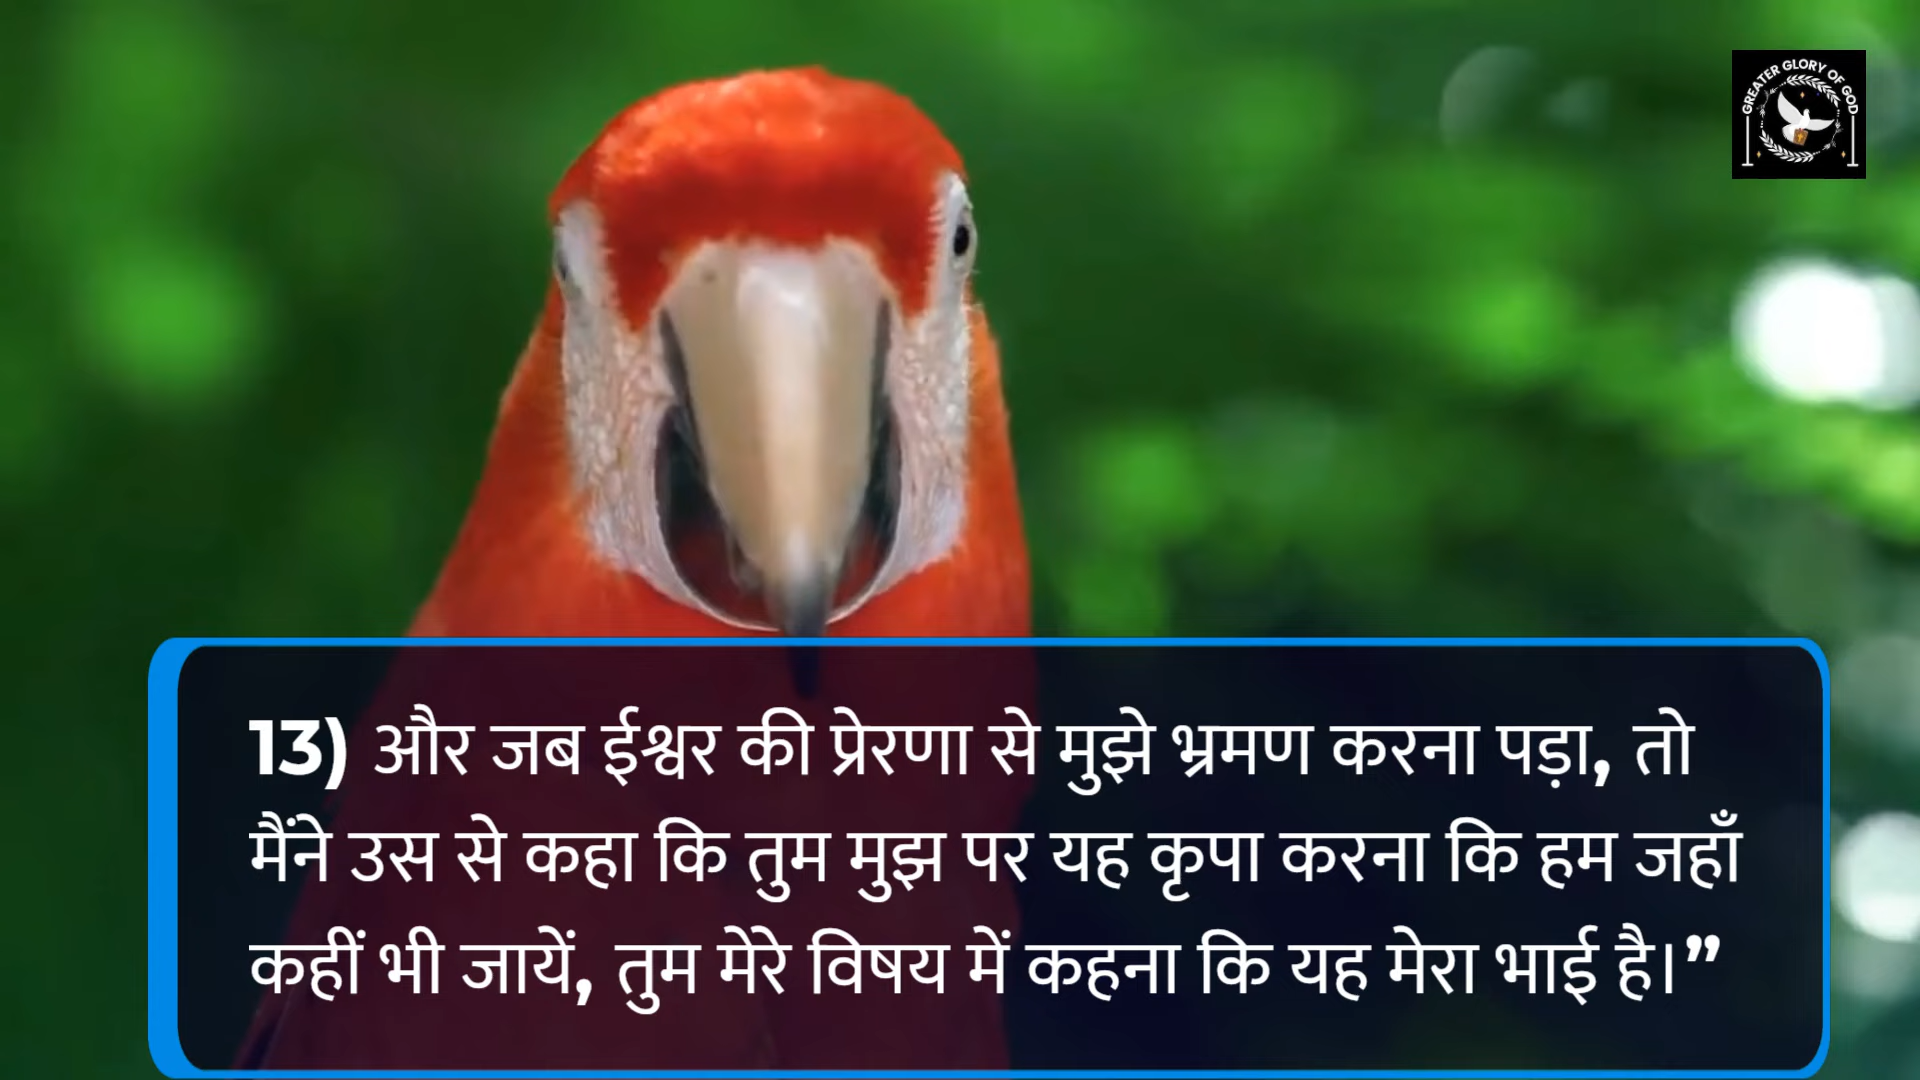 GREATER GLORY OF GOD
13) और जब ईश्वर की प्रेरणा से मुझे भ्रमण करना पड़ा, तो
मैंने उस से कहा कि तुम मुझ पर यह कृपा करना कि हम जहाँ
कहीं भी जायें, तुम मेरे विषय में कहना कि यह मेरा भाई है।”